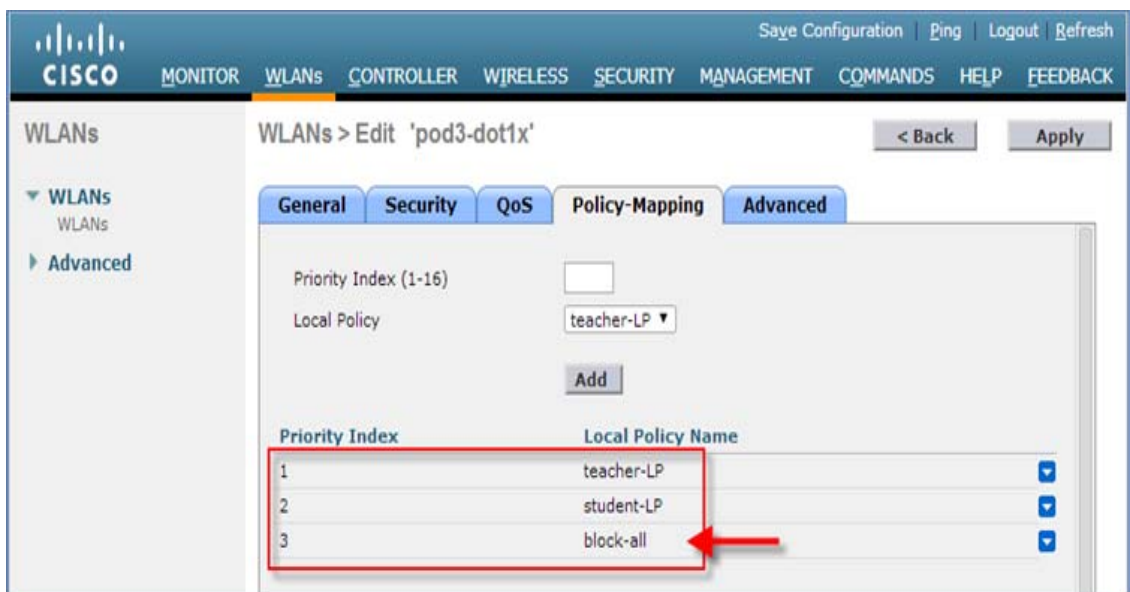 Save Configuration | Ping | Logout | Refresh
CISCO MONITOR WLANs CONTROLLER WIRELESS SECURITY MANAGEMENT COMMANDS HELP FEEDBACK
WLANs
WLANs > Edit 'pod3-dot1x'
< Back
Apply
WLANs
WLANs
Advanced
General Security QoS Policy-Mapping Advanced
Priority Index (1-16)
Local Policy teacher-LP
Add
Priority Index Local Policy Name
1 teacher-LP
2 student-LP
3 block-all